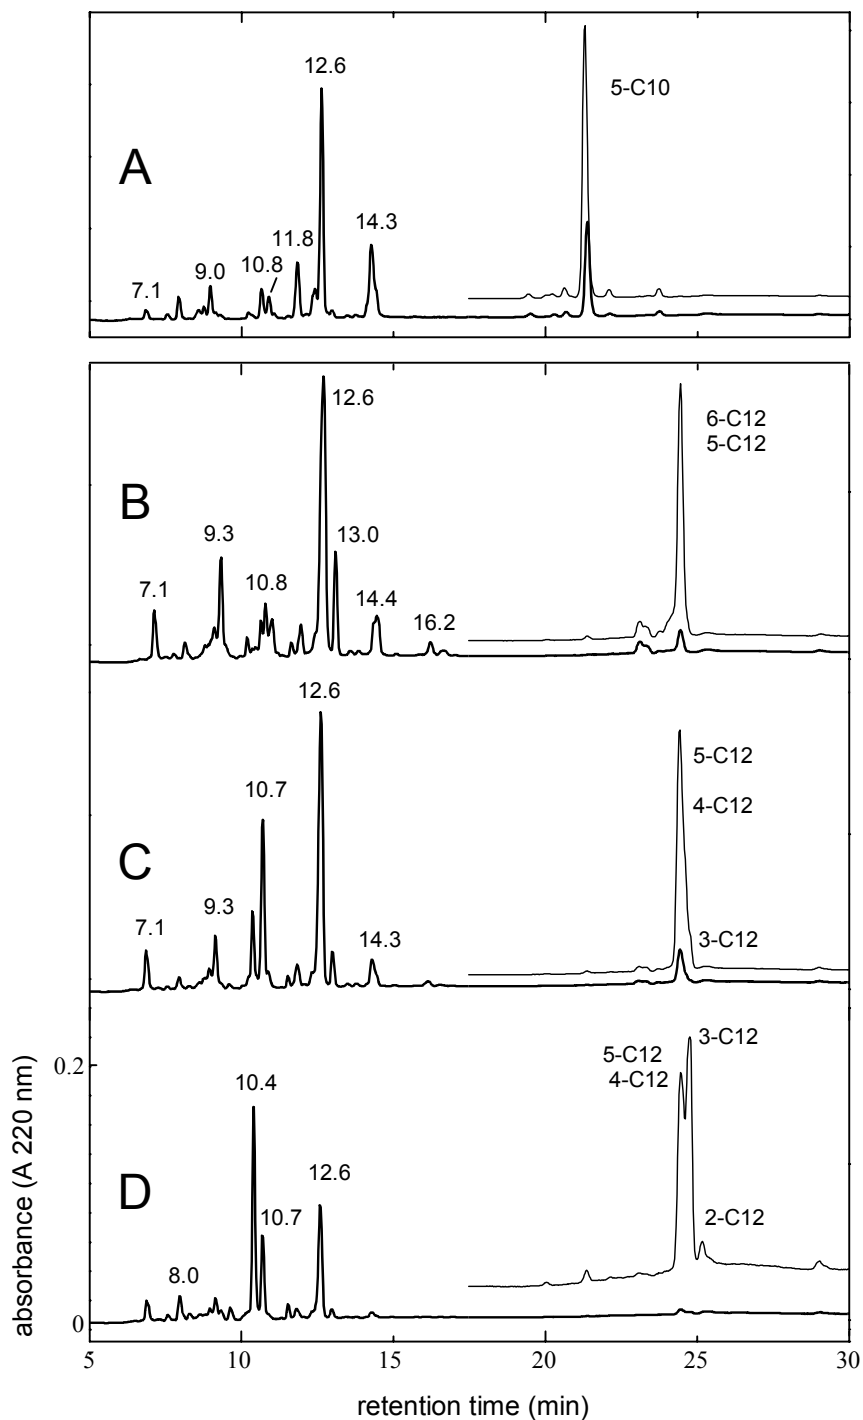 12.6
5-C10
A
14.3
11.8
10.8
9.0
7.1
12.6
6-C12
5-C12
B
9.3
13.0
10.8
7.1
14.4
16.2
12.6
5-C12
10.7
4-C12
C
9.3
7.1
14.3
3-C12
3-C12
5-C12
4-C12
0.2
10.4
12.6
D
10.7
2-C12
8.0
absorbance (A 220 nm)
0
5 10 15 20 25 30
retention time (min)